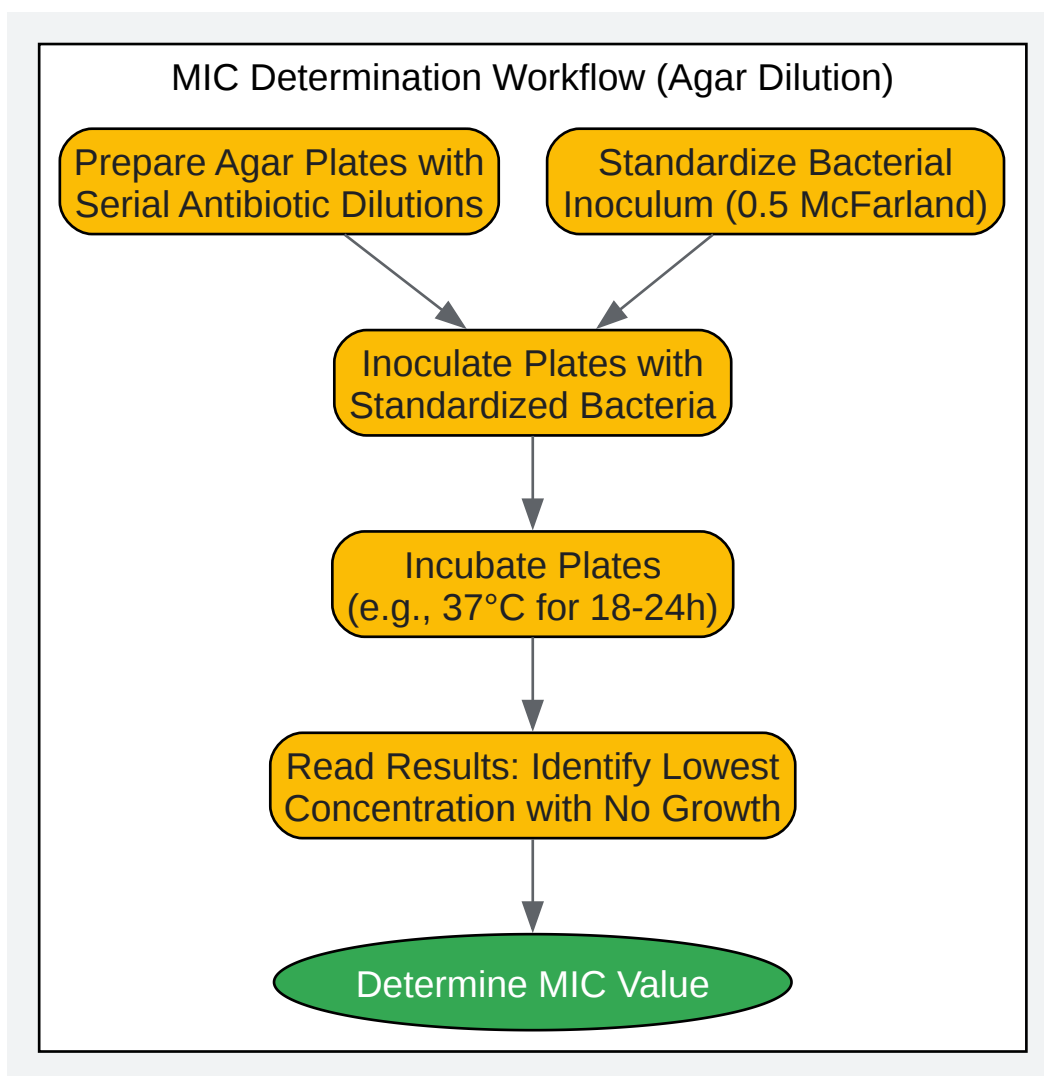 MIC Determination Workflow (Agar Dilution)
Prepare Agar Plates with
Serial Antibiotic Dilutions
Standardize Bacterial
Inoculum (0.5 McFarland)
Inoculate Plates with
Standardized Bacteria
Incubate Plates
(e.g., 37°C for 18-24h)
Read Results: Identify Lowest
Concentration with No Growth
Determine MIC Value